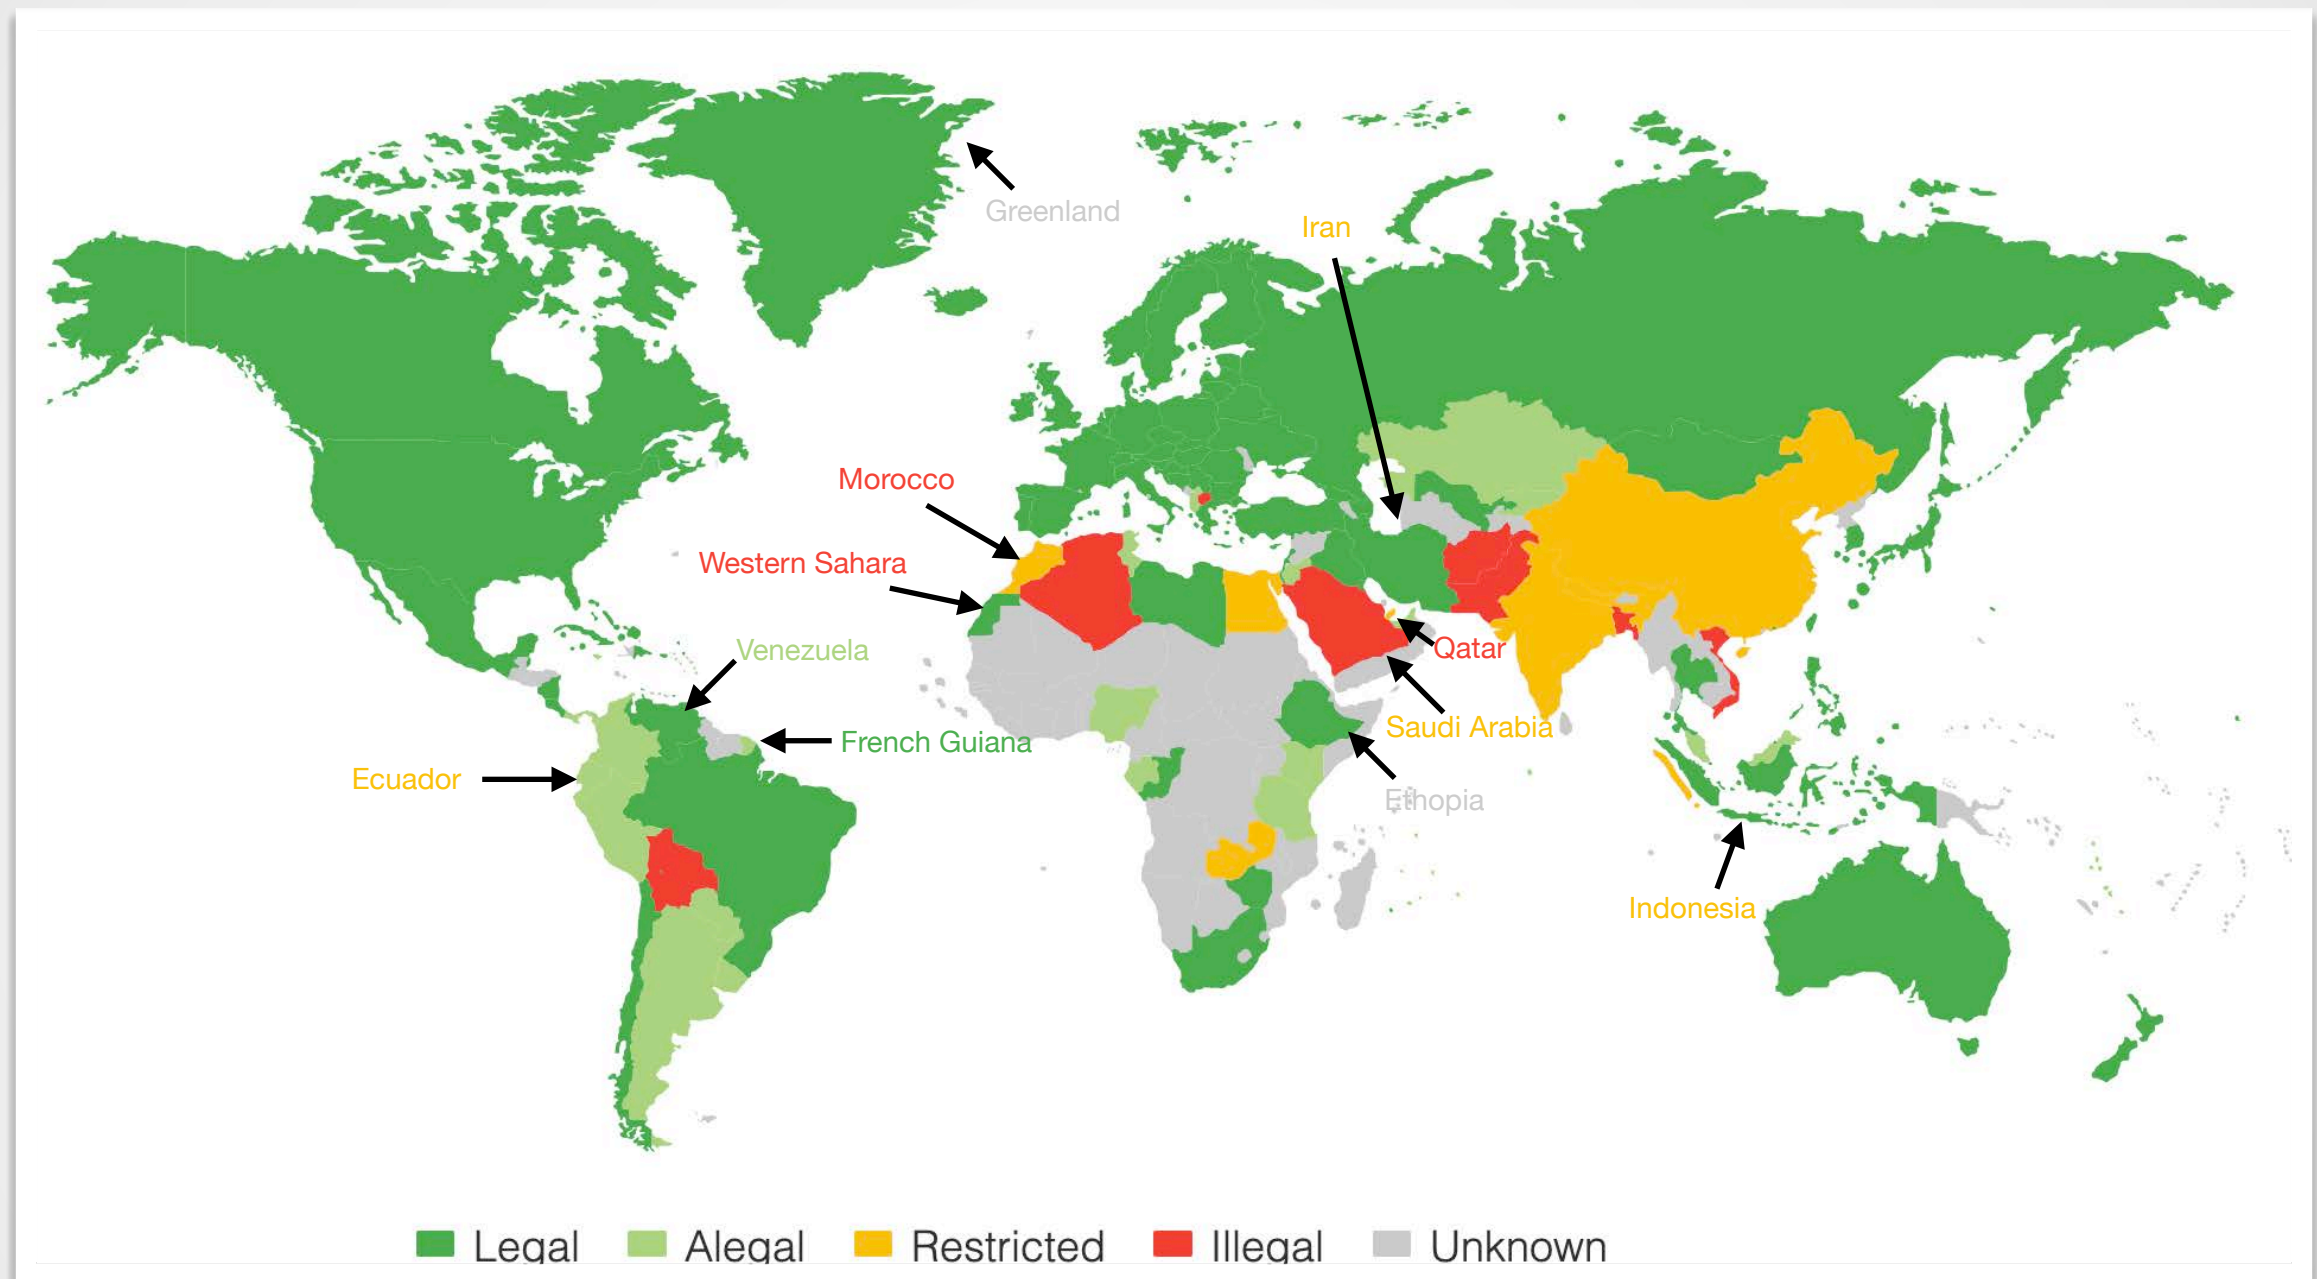 Greenland
Iran
Morocco
Western Sahara
Venezuela
Qatar
Saudi Arabia
French Guiana
Ecuador
Ethopia
Indonesia
Legal Alegal Restricted Illegal Unknown